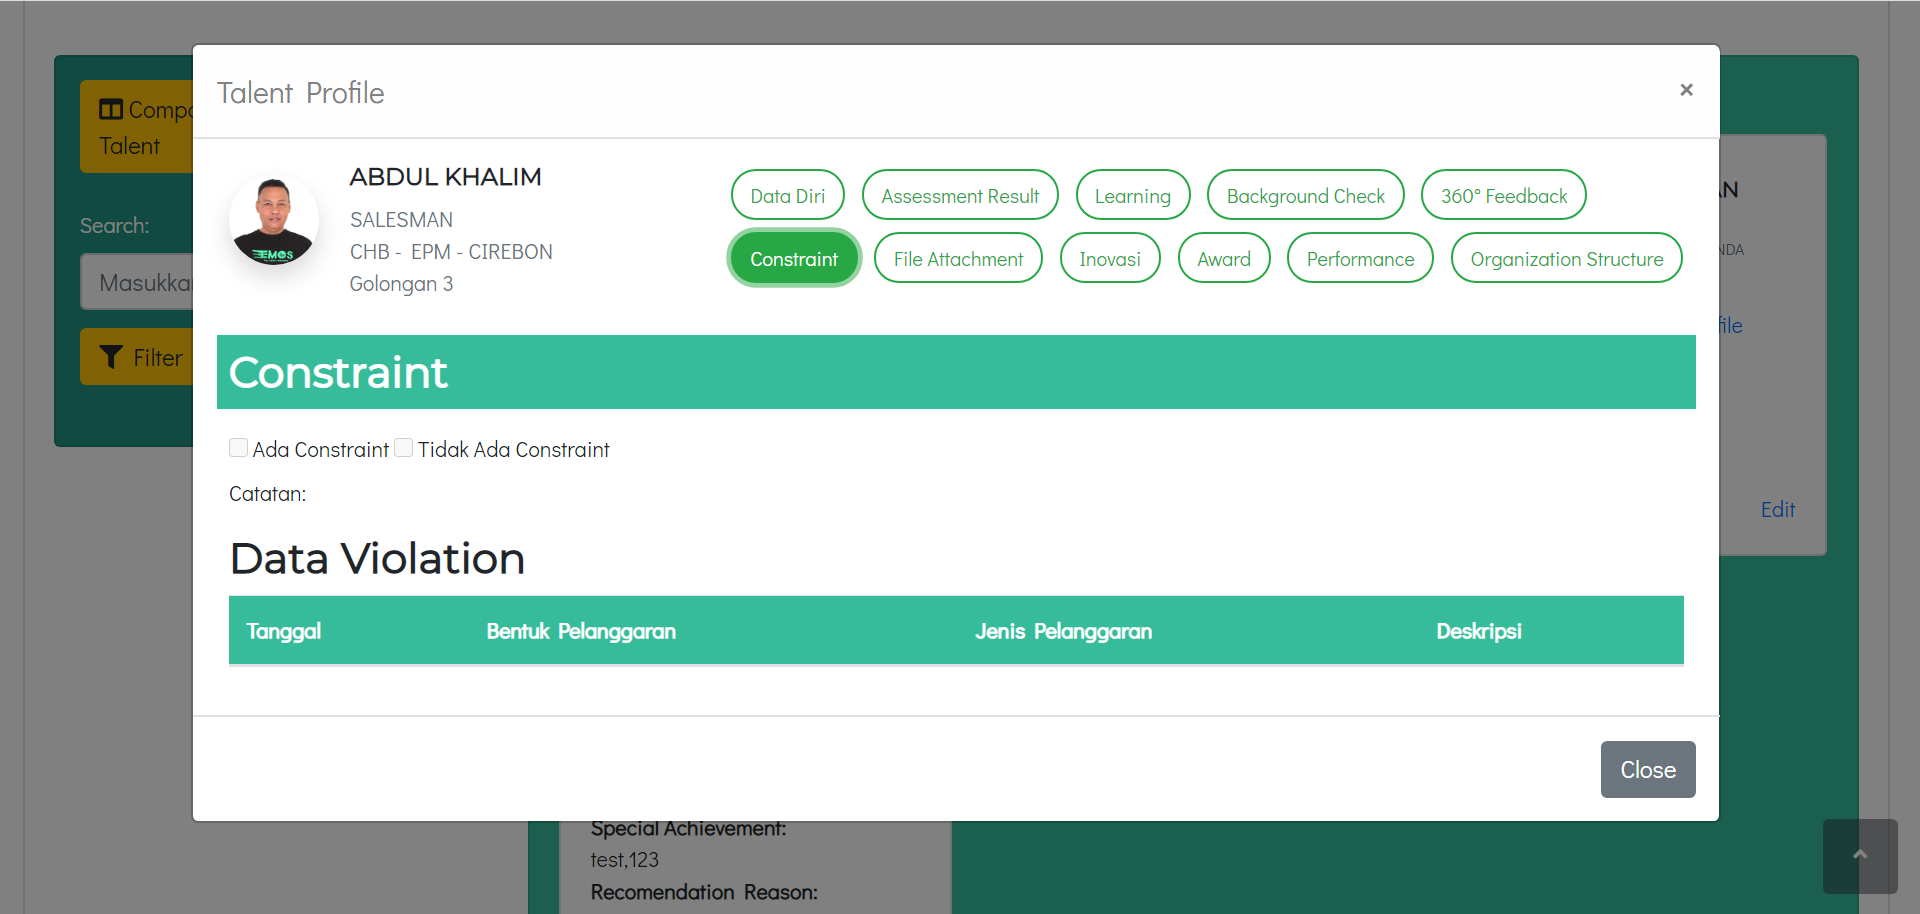 Talent Profile
×
Talent
Search:
Filter
ABDUL KHALIM
SALESMAN
CHB - EPM - CIREBON
Golongan 3
EMOS
Data Diri
Assessment Result
Learning
Background Check
360° Feedback
Constraint
File Attachment
Inovasi
Award
Performance
Organization Structure
Constraint
Ada Constraint
Tidak Ada Constraint
Catatan:
Data Violation
Tanggal
Bentuk Pelanggaran
Jenis Pelanggaran
Deskripsi
Close
Edit
Special Achievement:
test,123
Recomendation Reason: